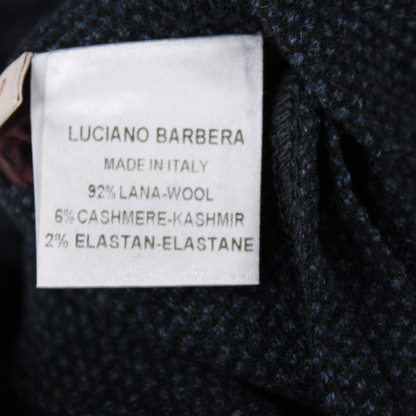 LUCIANO BARBERA
MADE IN ITALY
92% LANA-WOOL
6% CASHMERE-KASHMIR
2% ELASTAN-ELASTANE